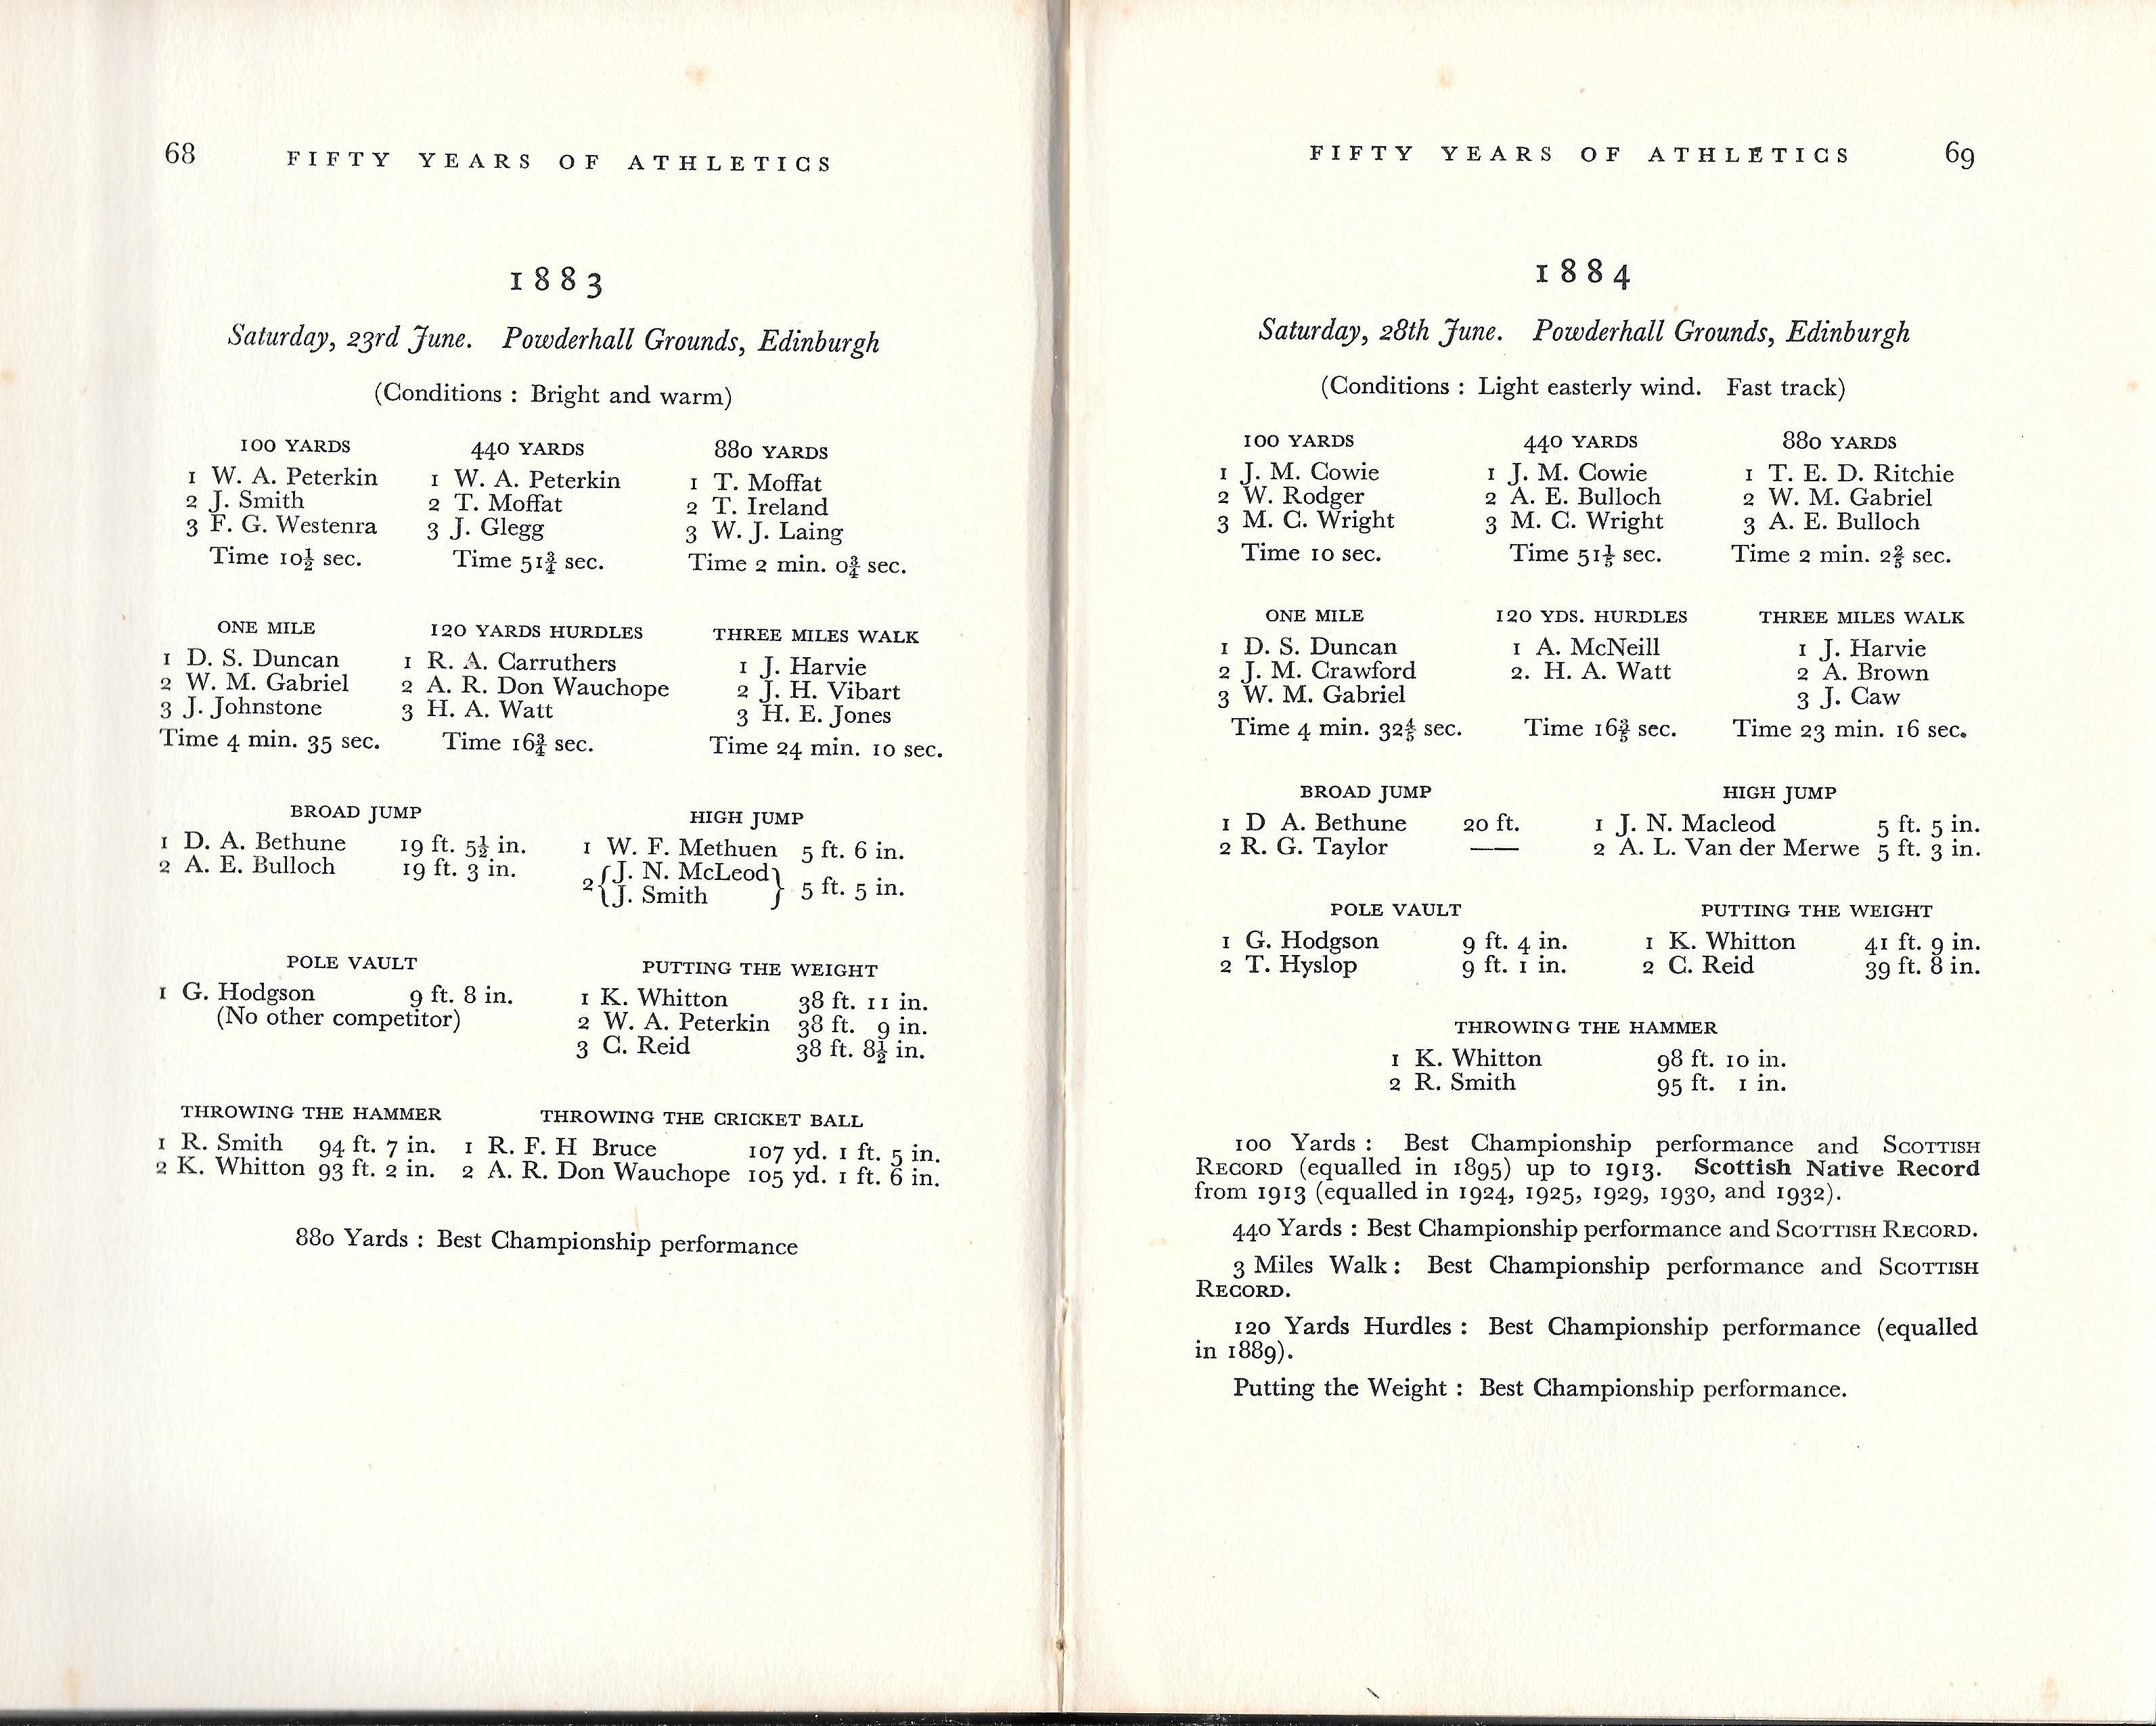 68 FIFTY YEARS OF ATHLETICS
1883
Saturday, 23rd June. Powderhall Grounds, Edinburgh
(Conditions : Bright and warm)
100 YARDS 440 YARDS 880 YARDS
1 W. A. Peterkin 1 W. A. Peterkin 1 T. Moffat
2 J. Smith 2 T. Moffat 2 T. Ireland
3 F. G. Westenra 3 J. Glegg 3 W. J. Laing
Time 10½ sec. Time 51¾ sec. Time 2 min. 0¾ sec.
ONE MILE 120 YARDS HURDLES THREE MILES WALK
1 D. S. Duncan 1 R. A. Carruthers 1 J. Harvie
2 W. M. Gabriel 2 A. R. Don Wauchope 2 J. H. Vibart
3 J. Johnstone 3 H. A. Watt 3 H. E. Jones
Time 4 min. 35 sec. Time 16¾ sec. Time 24 min. 10 sec.
BROAD JUMP HIGH JUMP
1 D. A. Bethune 19 ft. 5½ in. 1 W. F. Methuen 5 ft. 6 in.
2 A. E. Bulloch 19 ft. 3 in. 2 { J. N. McLeod } 5 ft. 5 in.
J. Smith
POLE VAULT PUTTING THE WEIGHT
1 G. Hodgson 9 ft. 8 in. 1 K. Whitton 38 ft. 11 in.
(No other competitor) 2 W. A. Peterkin 38 ft. 9 in.
3 C. Reid 38 ft. 8½ in.
THROWING THE HAMMER THROWING THE CRICKET BALL
1 R. Smith 94 ft. 7 in. 1 R. F. H Bruce 107 yd. 1 ft. 5 in.
2 K. Whitton 93 ft. 2 in. 2 A. R. Don Wauchope 105 yd. 1 ft. 6 in.
880 Yards : Best Championship performance
FIFTY YEARS OF ATHLETICS 69
1884
Saturday, 28th June. Powderhall Grounds, Edinburgh
(Conditions : Light easterly wind. Fast track)
100 YARDS 440 YARDS 880 YARDS
1 J. M. Cowie 1 J. M. Cowie 1 T. E. D. Ritchie
2 W. Rodger 2 A. E. Bulloch 2 W. M. Gabriel
3 M. C. Wright 3 M. C. Wright 3 A. E. Bulloch
Time 10 sec. Time 51⅕ sec. Time 2 min. 2⅖ sec.
ONE MILE 120 YDS. HURDLES THREE MILES WALK
1 D. S. Duncan 1 A. McNeill 1 J. Harvie
2 J. M. Crawford 2. H. A. Watt 2 A. Brown
3 W. M. Gabriel 3 J. Caw
Time 4 min. 32⅘ sec. Time 16⅗ sec. Time 23 min. 16 sec.
BROAD JUMP HIGH JUMP
1 D A. Bethune 20 ft. 1 J. N. Macleod 5 ft. 5 in.
2 R. G. Taylor —— 2 A. L. Van der Merwe 5 ft. 3 in.
POLE VAULT PUTTING THE WEIGHT
1 G. Hodgson 9 ft. 4 in. 1 K. Whitton 41 ft. 9 in.
2 T. Hyslop 9 ft. 1 in. 2 C. Reid 39 ft. 8 in.
THROWING THE HAMMER
1 K. Whitton 98 ft. 10 in.
2 R. Smith 95 ft. 1 in.
100 Yards : Best Championship performance and SCOTTISH
RECORD (equalled in 1895) up to 1913. Scottish Native Record
from 1913 (equalled in 1924, 1925, 1929, 1930, and 1932).
440 Yards : Best Championship performance and SCOTTISH RECORD.
3 Miles Walk : Best Championship performance and SCOTTISH
RECORD.
120 Yards Hurdles : Best Championship performance (equalled
in 1889).
Putting the Weight : Best Championship performance.